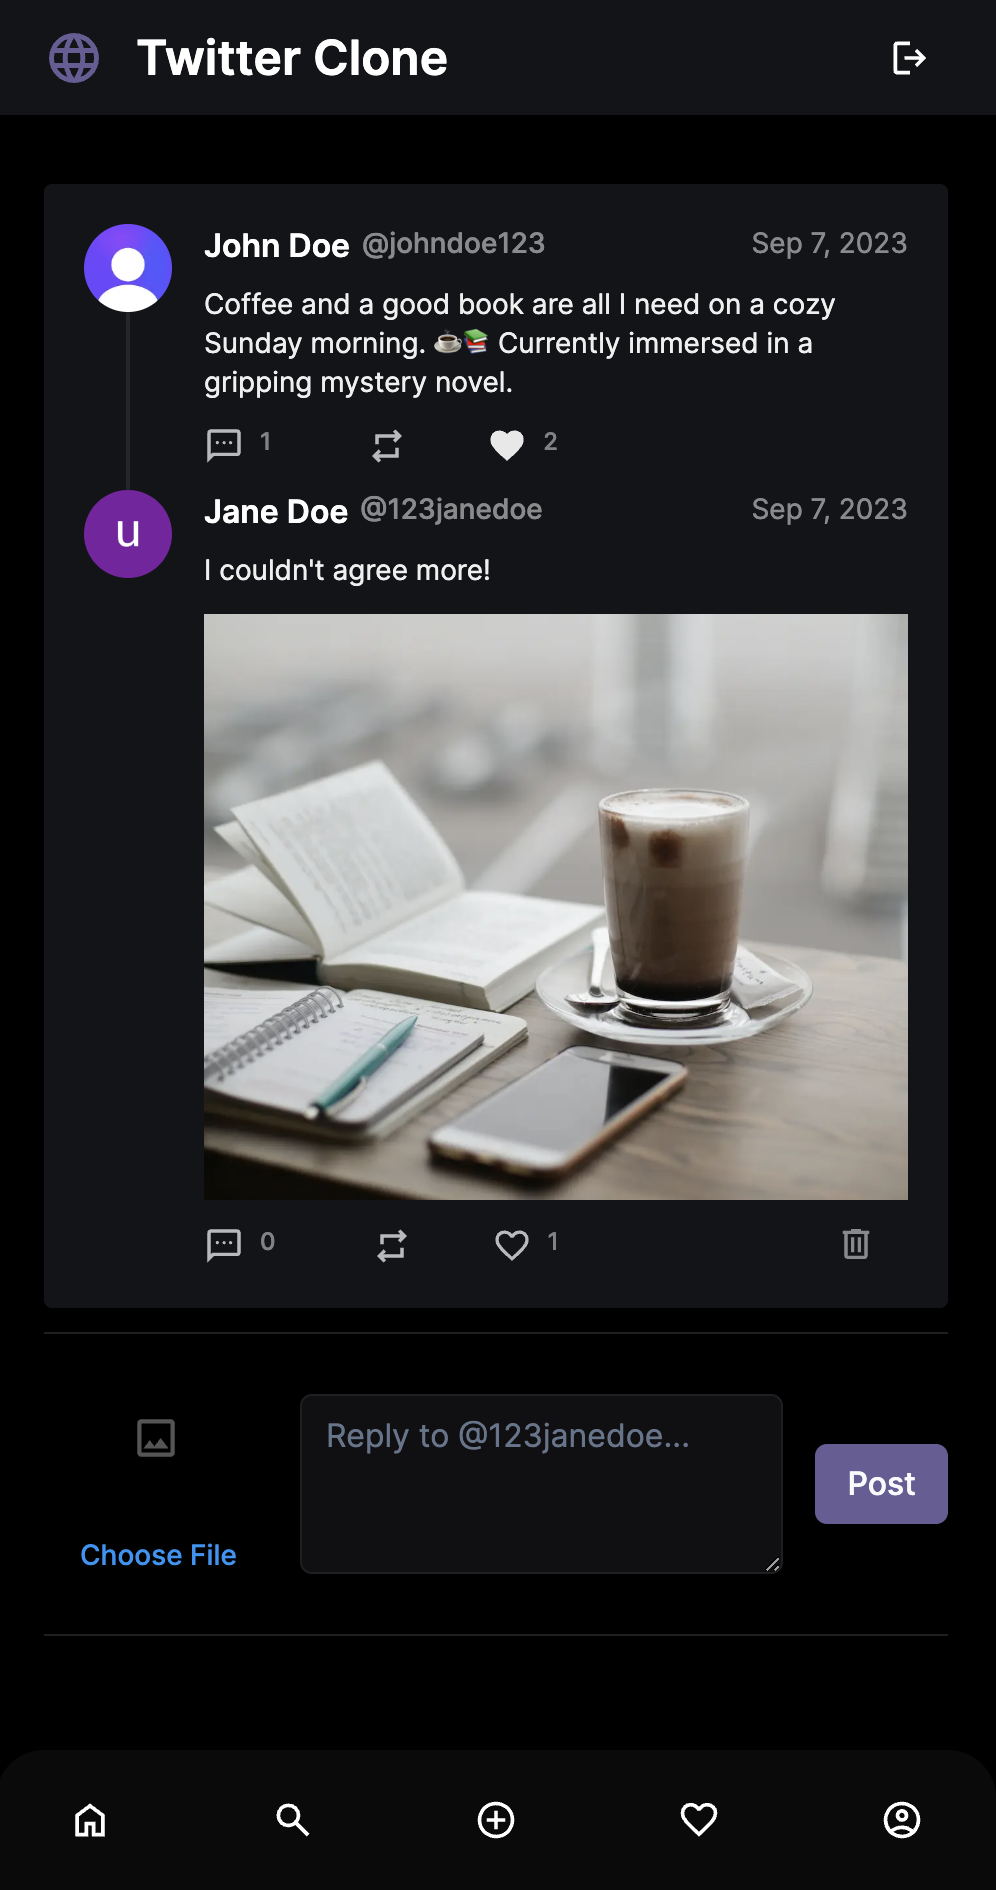 Twitter Clone
John Doe @johndoe123 Sep 7, 2023
Coffee and a good book are all I need on a cozy
Sunday morning. ☕📚 Currently immersed in a
gripping mystery novel.
1 2
u
Jane Doe @123janedoe Sep 7, 2023
I couldn't agree more!
0 1
Reply to @123janedoe...
Post
Choose File